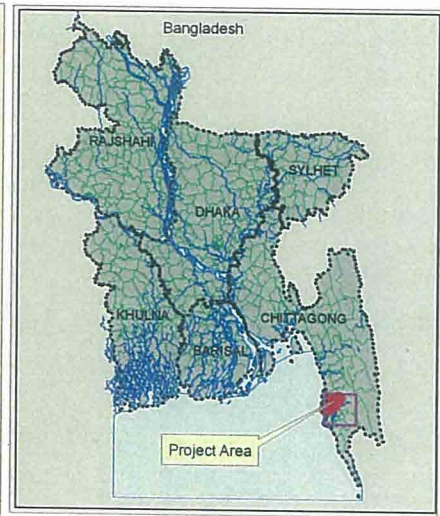 Bangladesh
RAJSHAHI
SYLHET
DHAKA
KHULNA
CHITTAGONG
BARISAL
Project Area